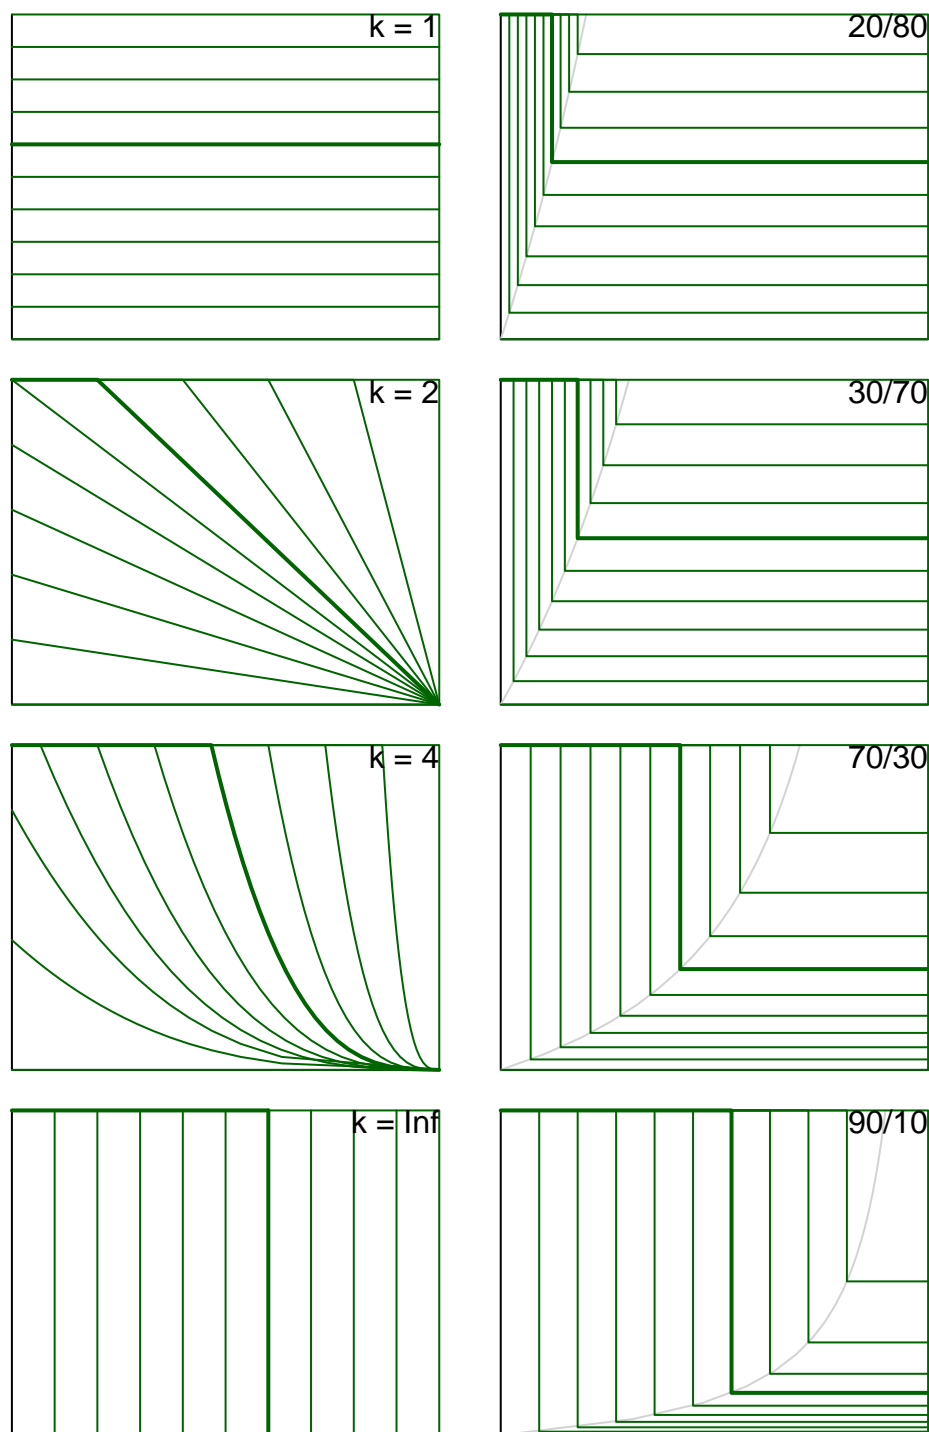 k = 1
20/80
k = 2
30/70
k = 4
70/30
k = Inf
90/10